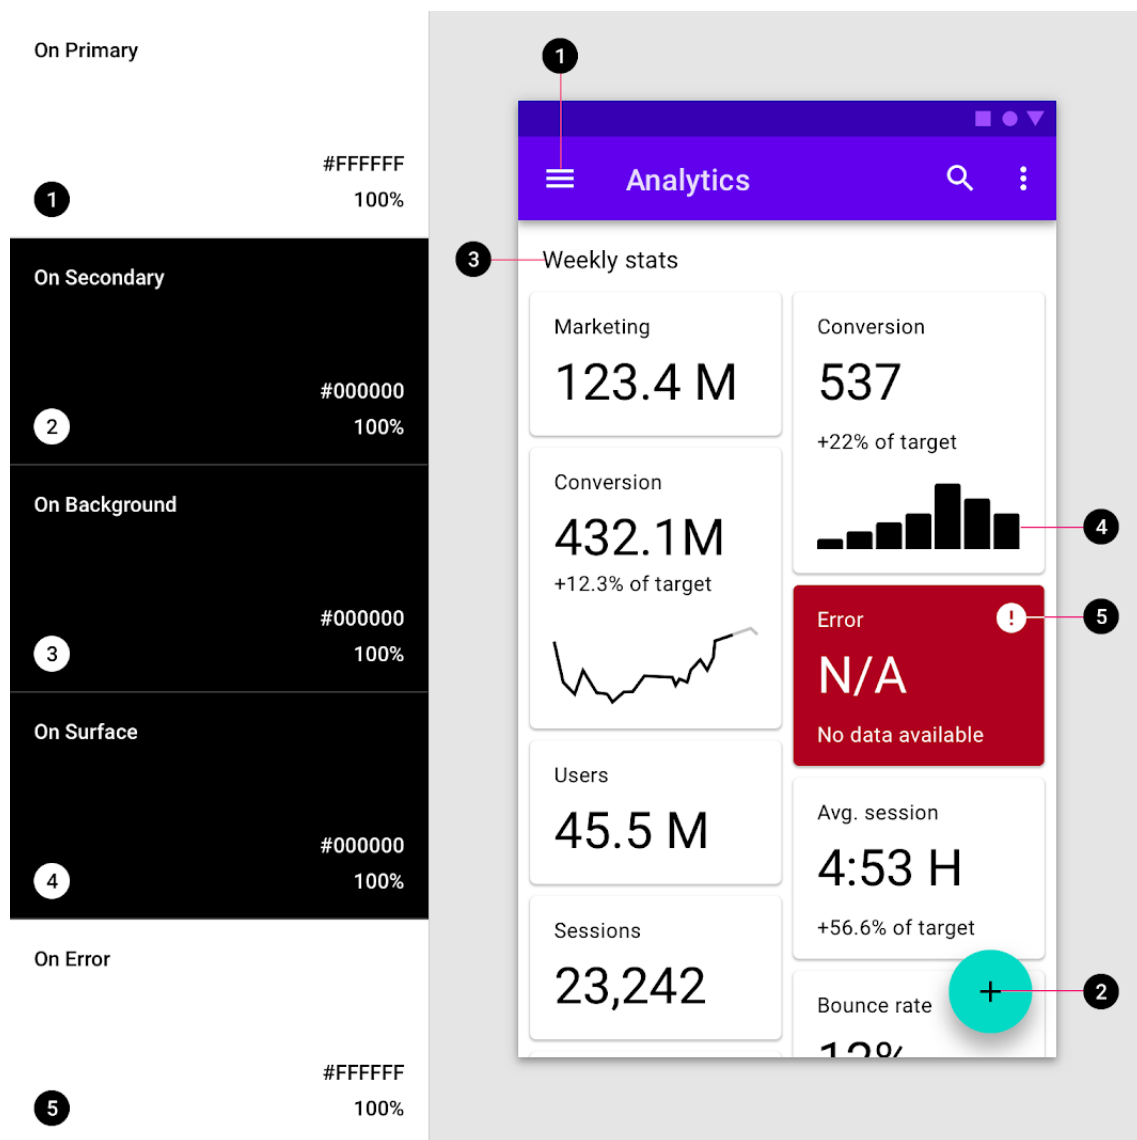 On Primary
#FFFFFF
1
100%
On Secondary
#000000
2
100%
On Background
#000000
3
100%
On Surface
#000000
4
100%
On Error
#FFFFFF
5
100%
1
Analytics
3
Weekly stats
Marketing
123.4 M
Conversion
432.1M
+12.3% of target
Users
45.5 M
Sessions
23,242
Conversion
537
+22% of target
4
Error
!
5
N/A
No data available
Avg. session
4:53 H
+56.6% of target
+
2
Bounce rate
12%